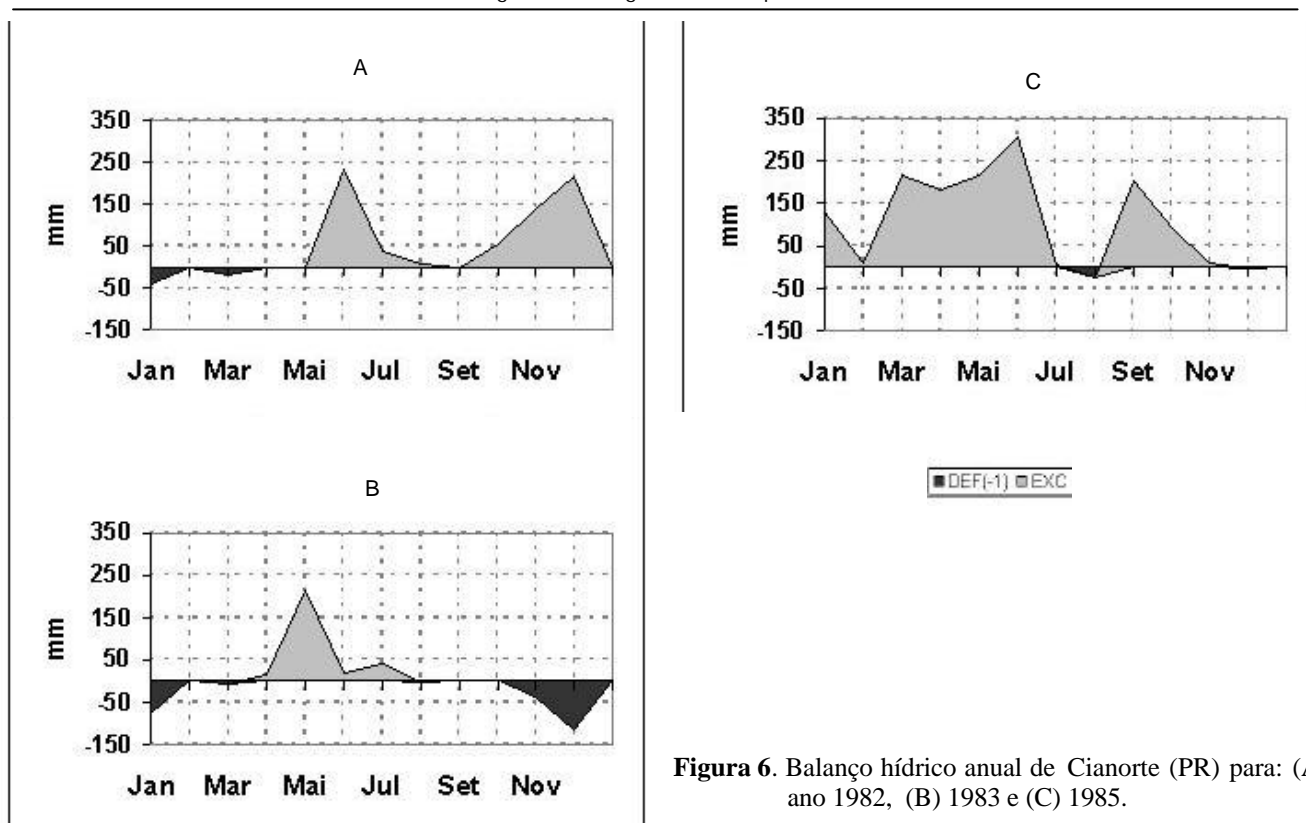 A
350
250
150
50
-50
-150
mm
Jan Mar Mai Jul Set Nov
C
350
250
150
50
-50
-150
mm
Jan Mar Mai Jul Set Nov
B
350
250
150
50
-50
-150
mm
Jan Mar Mai Jul Set Nov
DEF(-1) EXC
Figura 6. Balanço hídrico anual de Cianorte (PR) para: (A
ano 1982, (B) 1983 e (C) 1985.